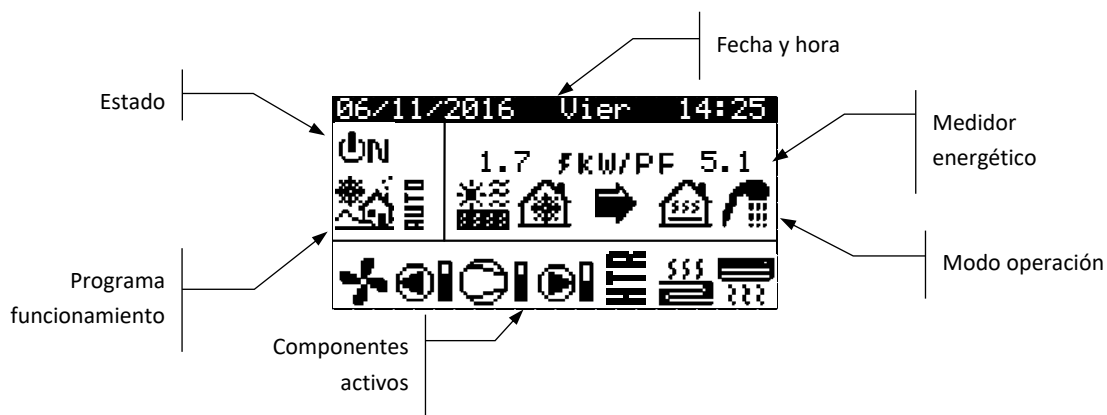 Fecha y hora
Estado
06/11/2016 Vier 14:25
Medidor
energético
ON
1.7 kW/PF 5.1
AUTO
Modo operación
Programa
funcionamiento
HTR
Componentes
activos